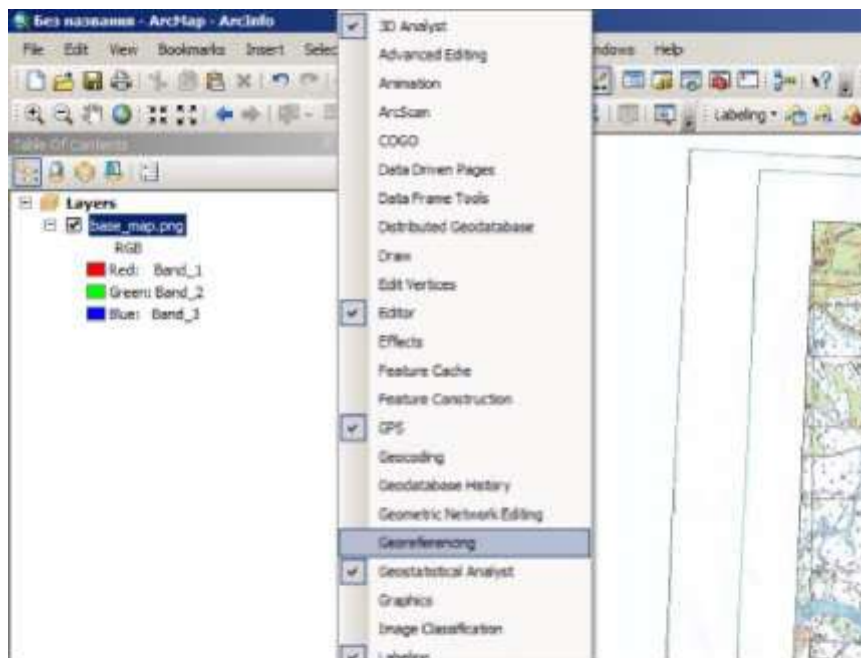 Без названия - ArcMap - ArcInfo
File Edit View Bookmarks Insert Selec
ndows Help
Labeling
Table Of Contents
Layers
base_map.png
RGB
Red: Band_1
Green: Band_2
Blue: Band_3
3D Analyst
Advanced Editing
Animation
ArcScan
COGO
Data Driven Pages
Data Frame Tools
Distributed Geodatabase
Draw
Edit Vertices
Editor
Effects
Feature Cache
Feature Construction
GPS
Geocoding
Geodatabase History
Geometric Network Editing
Georeferencing
Geostatistical Analyst
Graphics
Image Classification
Labeling